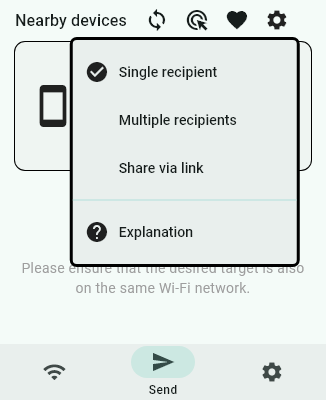 Nearby devices
Single recipient
Multiple recipients
Share via link
Explanation
Please ensure that the desired target is also
on the same Wi-Fi network.
Send